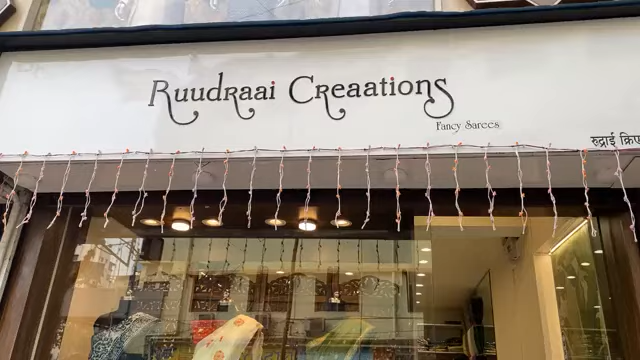 Ruudraai Creaations
Fancy Sarees
रुद्राई